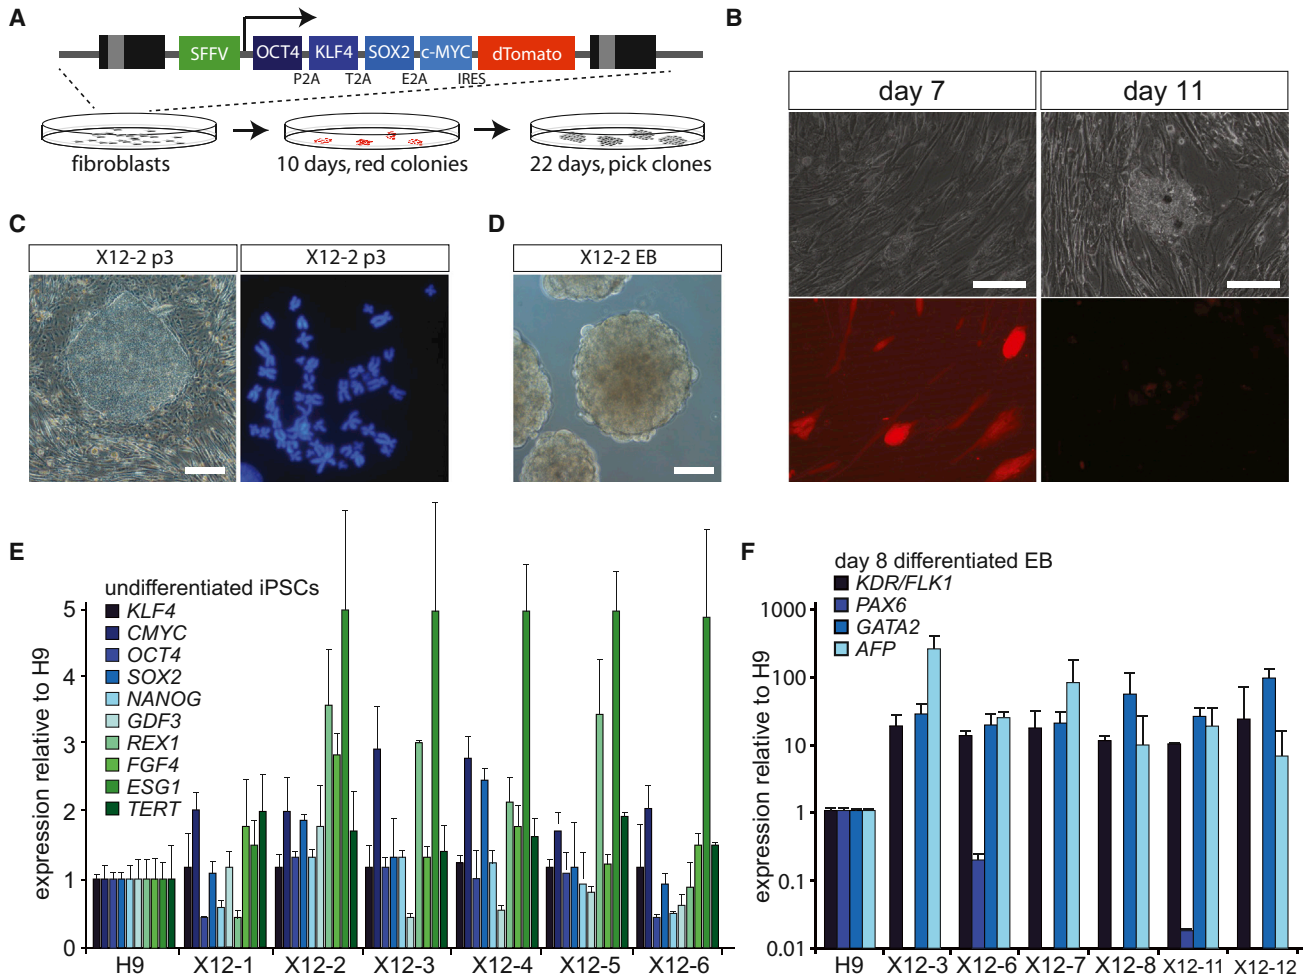 A
SFFV OCT4 KLF4 SOX2 c-MYC dTomato
P2A T2A E2A IRES
fibroblasts
10 days, red colonies
22 days, pick clones
B
day 7
day 11
C
X12-2 p3
X12-2 p3
D
X12-2 EB
E
undifferentiated iPSCs
KLF4
CMYC
OCT4
SOX2
NANOG
GDF3
REX1
FGF4
ESG1
TERT
expression relative to H9
5
4
3
2
1
0
H9 X12-1 X12-2 X12-3 X12-4 X12-5 X12-6
F
day 8 differentiated EB
KDR/FLK1
PAX6
GATA2
AFP
expression relative to H9
1000
100
10
1
0.1
0.01
H9 X12-3 X12-6 X12-7 X12-8 X12-11 X12-12